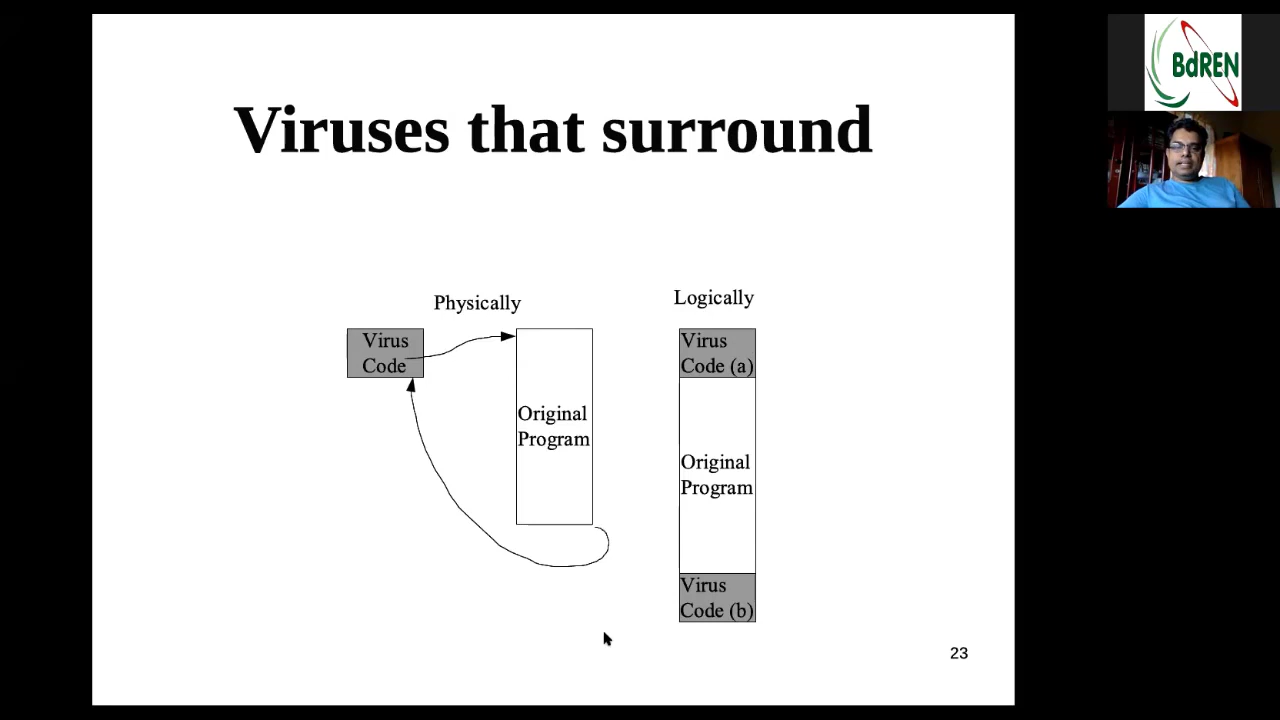 Viruses that surround
Physically
Virus
Code
Original
Program
Logically
Virus
Code (a)
Original
Program
Virus
Code (b)
23
BdREN